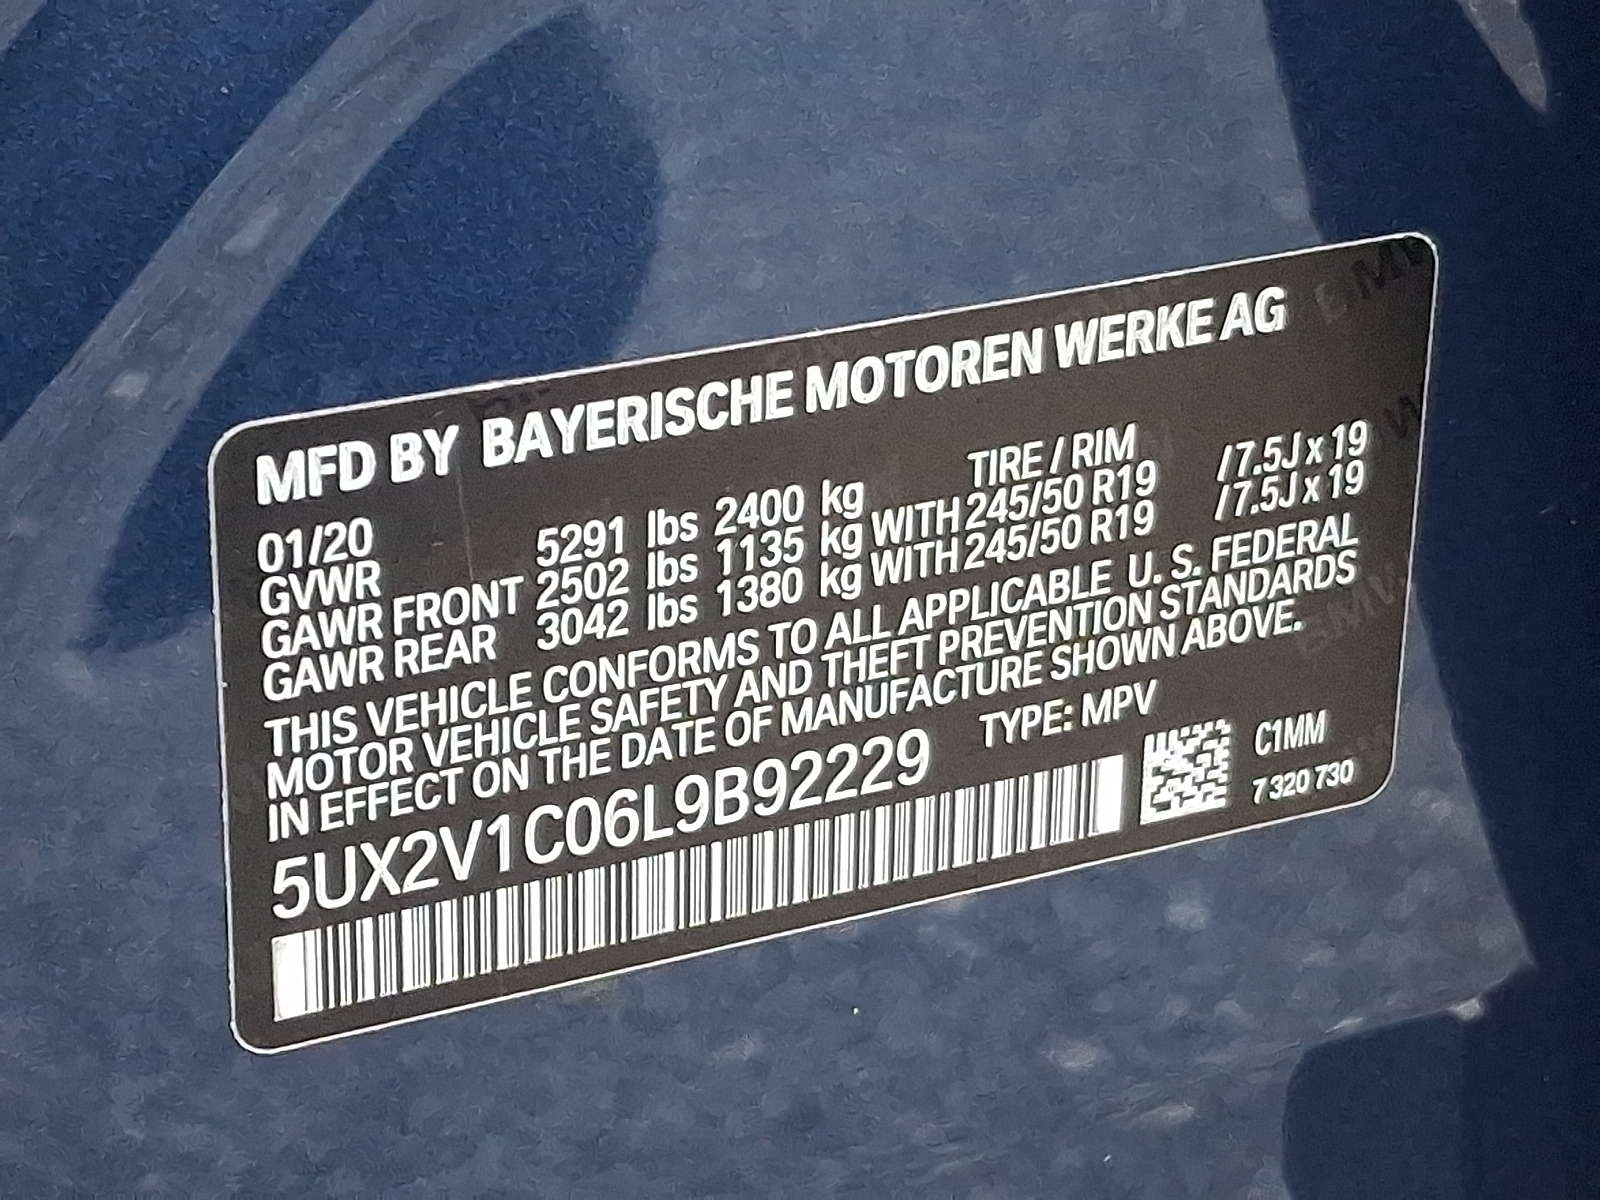 MFD BY BAYERISCHE MOTOREN WERKE AG
01/20 TIRE / RIM
GVWR 5291 lbs 2400 kg
GAWR FRONT 2502 lbs 1135 kg WITH 245/50 R19 / 7.5J x 19
GAWR REAR 3042 lbs 1380 kg WITH 245/50 R19 / 7.5J x 19
THIS VEHICLE CONFORMS TO ALL APPLICABLE U. S. FEDERAL
MOTOR VEHICLE SAFETY AND THEFT PREVENTION STANDARDS
IN EFFECT ON THE DATE OF MANUFACTURE SHOWN ABOVE.
5UX2V1C06L9B92229 TYPE: MPV
C1MM
7 320 730